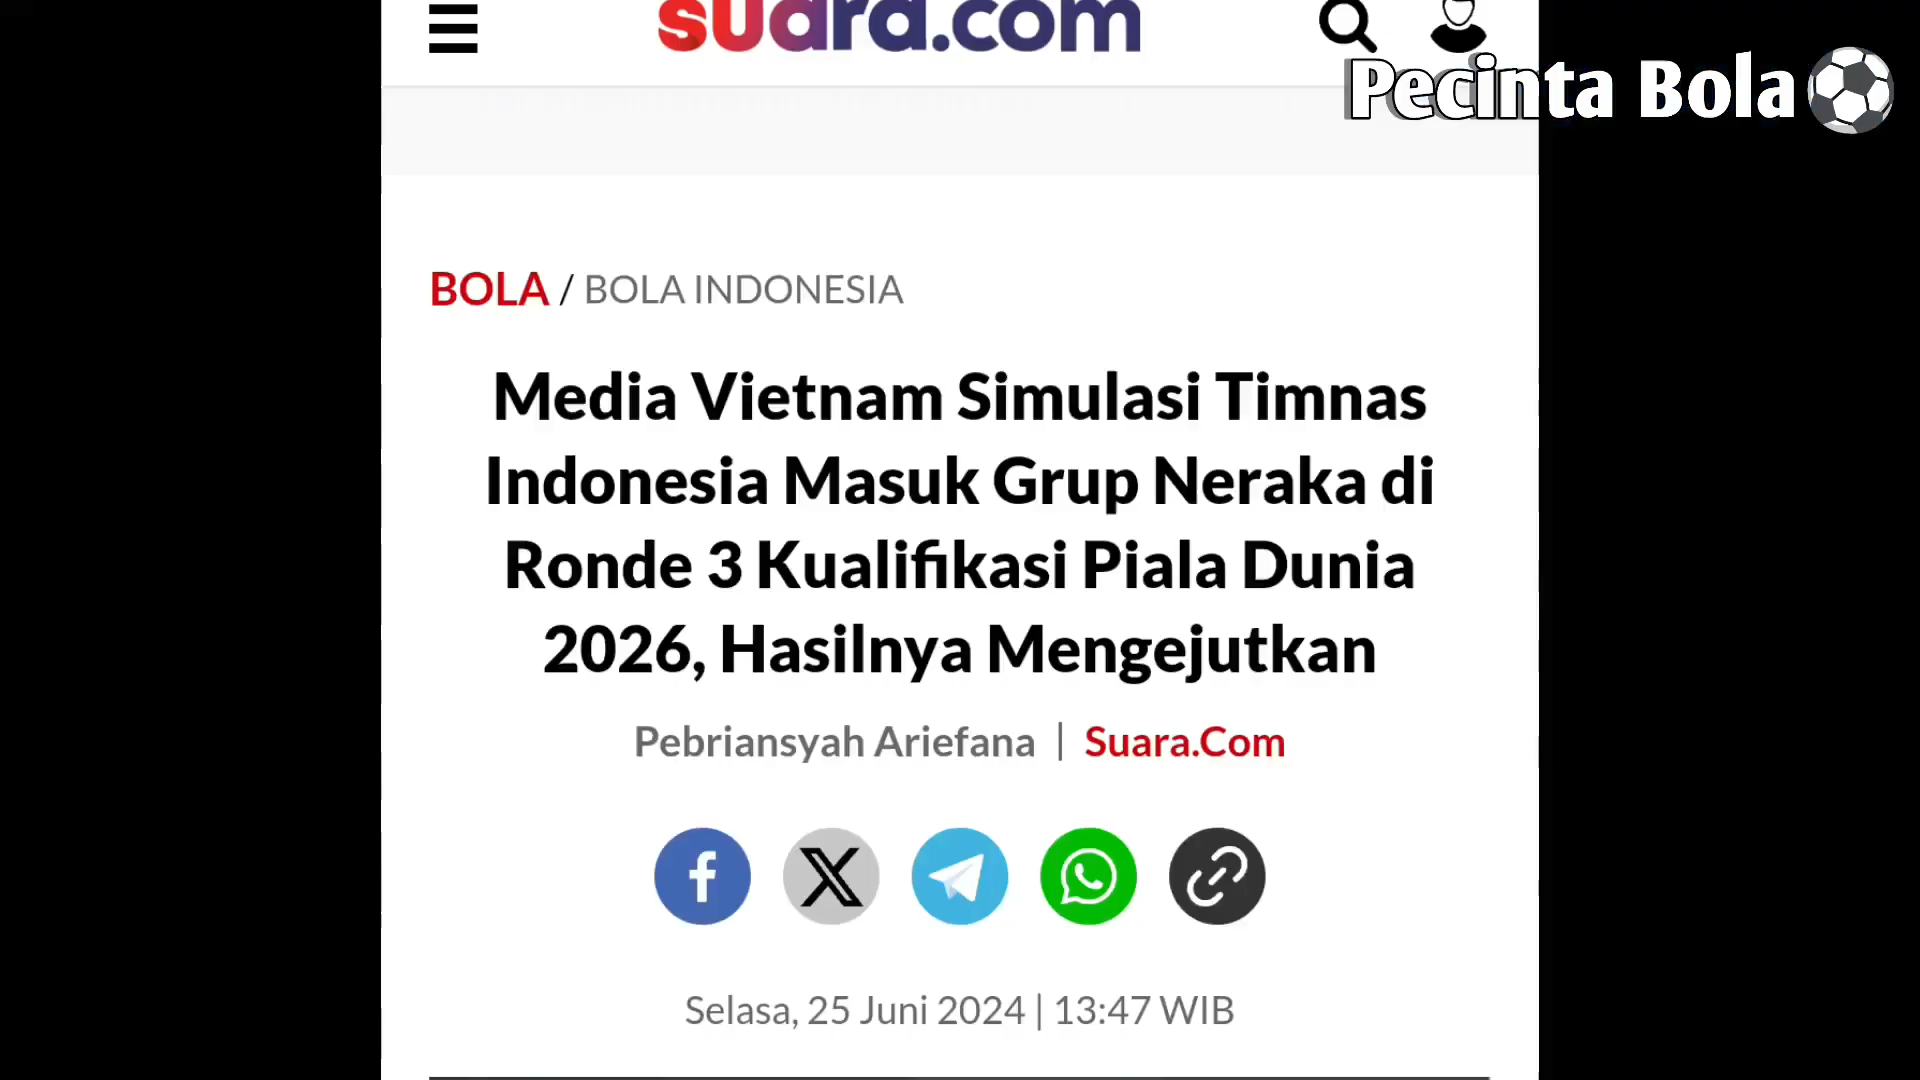 suara.com
Pecinta Bola
BOLA / BOLA INDONESIA
Media Vietnam Simulasi Timnas
Indonesia Masuk Grup Neraka di
Ronde 3 Kualifikasi Piala Dunia
2026, Hasilnya Mengejutkan
Pebriansyah Ariefana | Suara.Com
Selasa, 25 Juni 2024 | 13:47 WIB